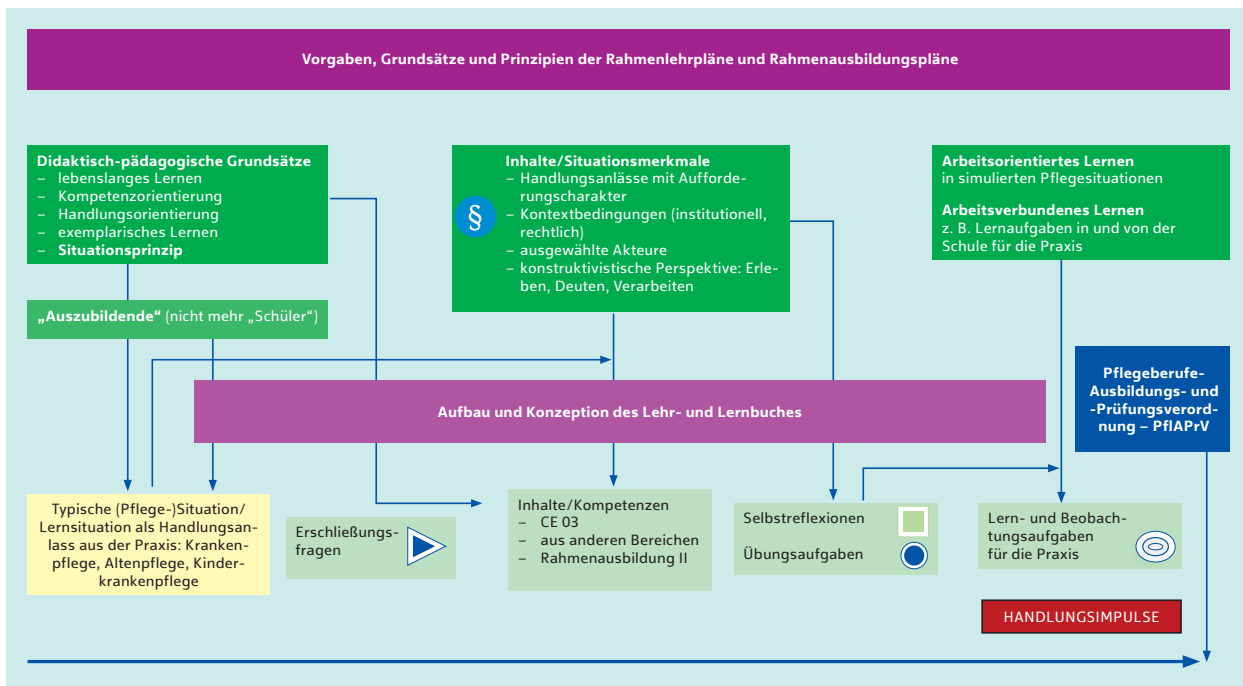 Vorgaben, Grundsätze und Prinzipien der Rahmenlehrpläne und Rahmenausbildungspläne
Didaktisch-pädagogische Grundsätze
– lebenslanges Lernen
– Kompetenzorientierung
– Handlungsorientierung
– exemplarisches Lernen
– Situationsprinzip
§
Inhalte/Situationsmerkmale
– Handlungsanlässe mit Auffforde-
rungscharakter
– Kontextbedingungen (institutionell,
rechtlich)
– ausgewählte Akteure
– konstruktivistische Perspektive: Erle-
ben, Deuten, Verarbeiten
Arbeitsorientiertes Lernen
in simulierten Pflegesituationen
Arbeitsverbundenes Lernen
z. B. Lernaufgaben in und von der
Schule für die Praxis
„Auszubildende“ (nicht mehr „Schüler“)
Pflegeberufe-
Ausbildungs- und
-Prüfungsverord-
nung – PflAPrV
Aufbau und Konzeption des Lehr- und Lernbuches
Typische (Pflege-)Situation/
Lernsituation als Handlungsan-
lass aus der Praxis: Kranken-
pflege, Altenpflege, Kinder-
krankenpflege
Erschließungs-
fragen
Inhalte/Kompetenzen
– CE 03
– aus anderen Bereichen
– Rahmenausbildung II
Selbstreflexionen
Übungsaufgaben
Lern- und Beobach-
tungsaufgaben
für die Praxis
HANDLUNGSIMPULSE